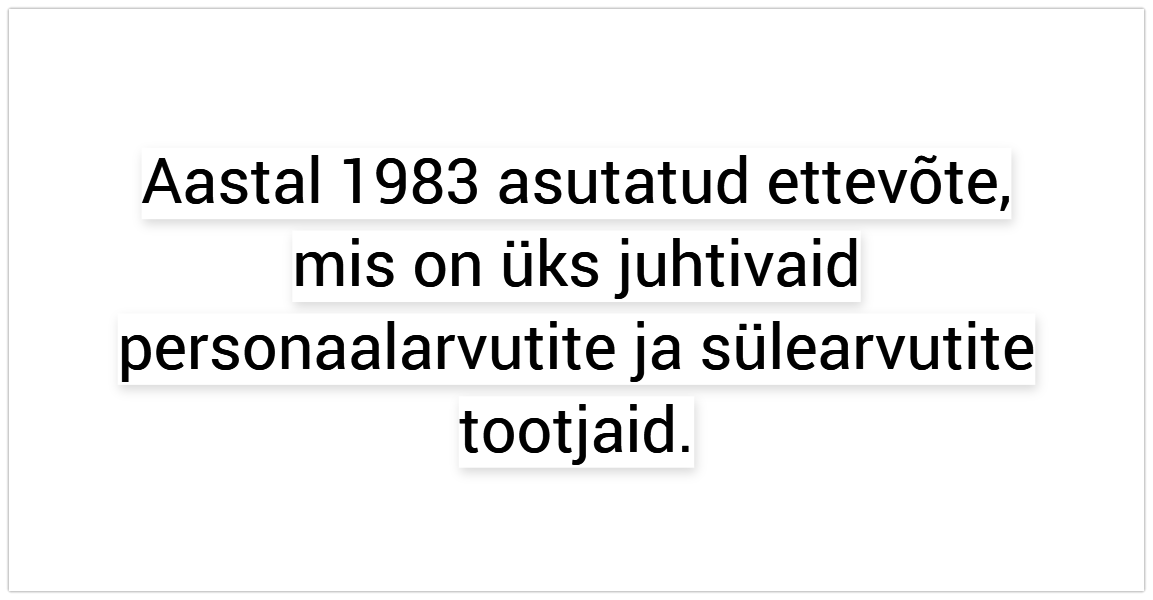 Aastal 1983 asutatud ettevõte,
mis on üks juhtivaid
personaalarvutite ja sülearvutite
tootjaid.